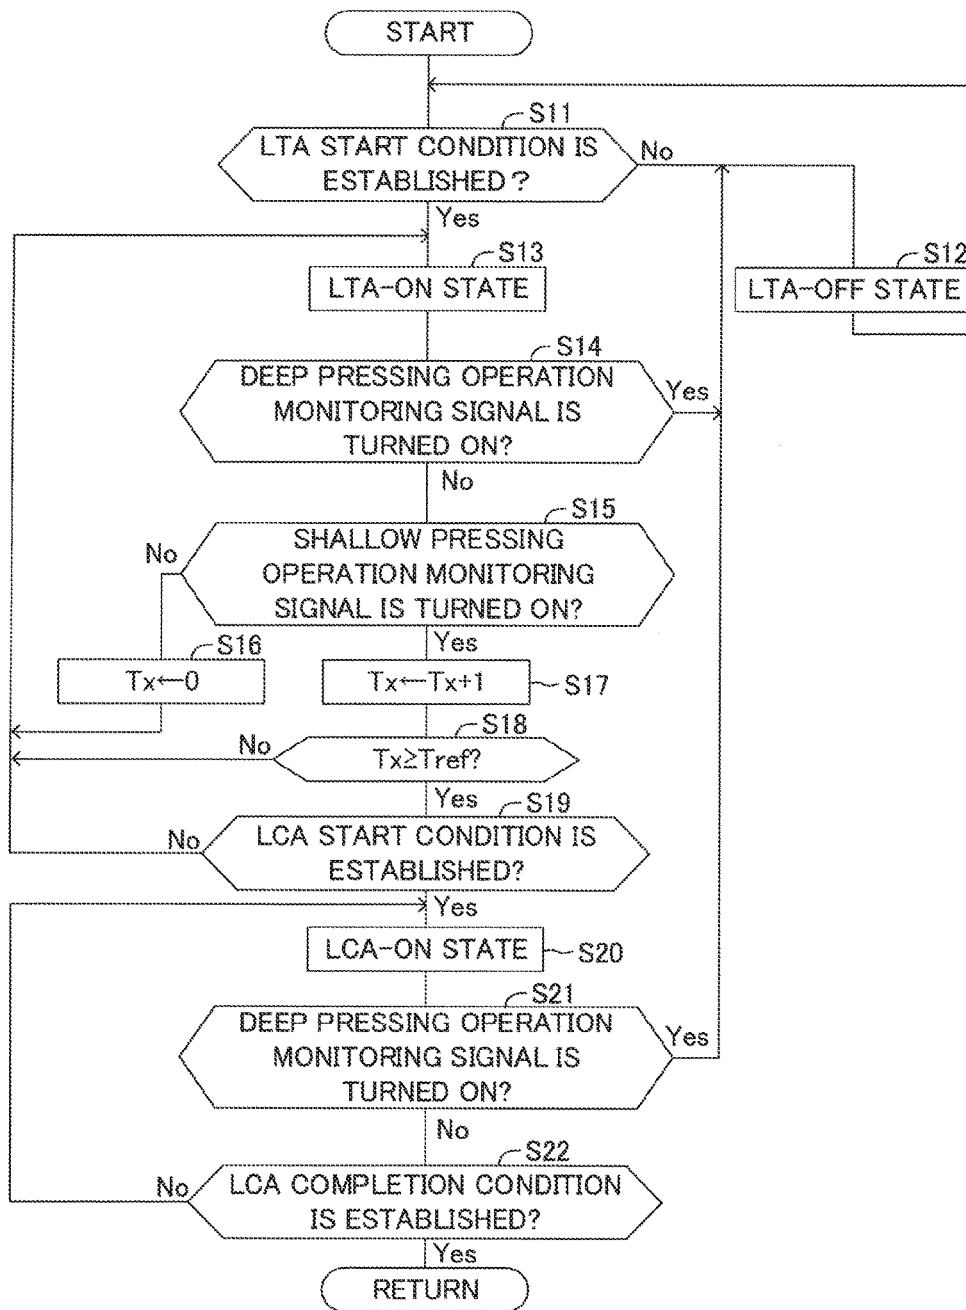 START
S11
LTA START CONDITION IS
ESTABLISHED?
No
Yes
S13
LTA-ON STATE
S12
LTA-OFF STATE
S14
DEEP PRESSING OPERATION
MONITORING SIGNAL IS
TURNED ON?
Yes
No
S15
SHALLOW PRESSING
OPERATION MONITORING
SIGNAL IS TURNED ON?
No
Yes
S16
Tx←0
Tx←Tx+1
S17
S18
Tx≥Tref?
No
Yes
S19
LCA START CONDITION IS
ESTABLISHED?
No
Yes
LCA-ON STATE
S20
S21
DEEP PRESSING OPERATION
MONITORING SIGNAL IS
TURNED ON?
Yes
No
S22
LCA COMPLETION CONDITION
IS ESTABLISHED?
No
Yes
RETURN